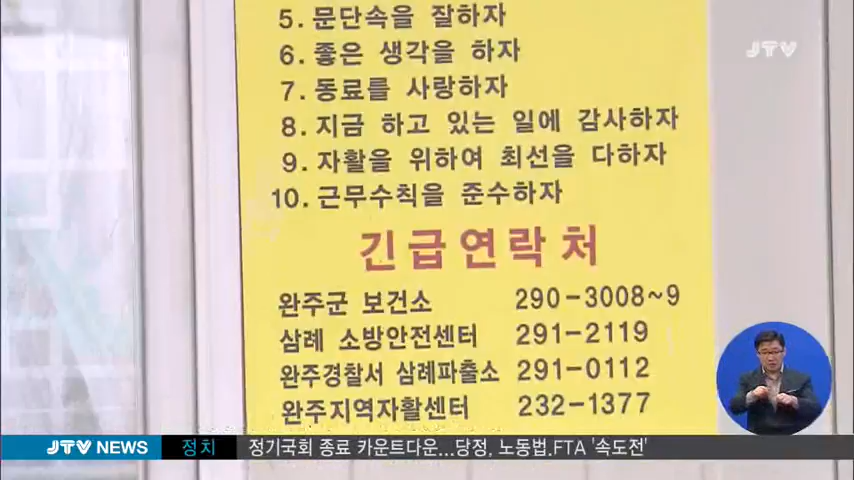 5. 문단속을 잘하자
6. 좋은 생각을 하자
7. 동료를 사랑하자
8. 지금 하고 있는 일에 감사하자
9. 자활을 위하여 최선을 다하자
10. 근무수칙을 준수하자
긴급연락처
완주군 보건소 290-3008~9
삼례 소방안전센터 291-2119
완주경찰서 삼례파출소 291-0112
완주지역자활센터 232-1377
JTV
JTV NEWS 정치 정기국회 종료 카운트다운...당정, 노동법.FTA '속도전'